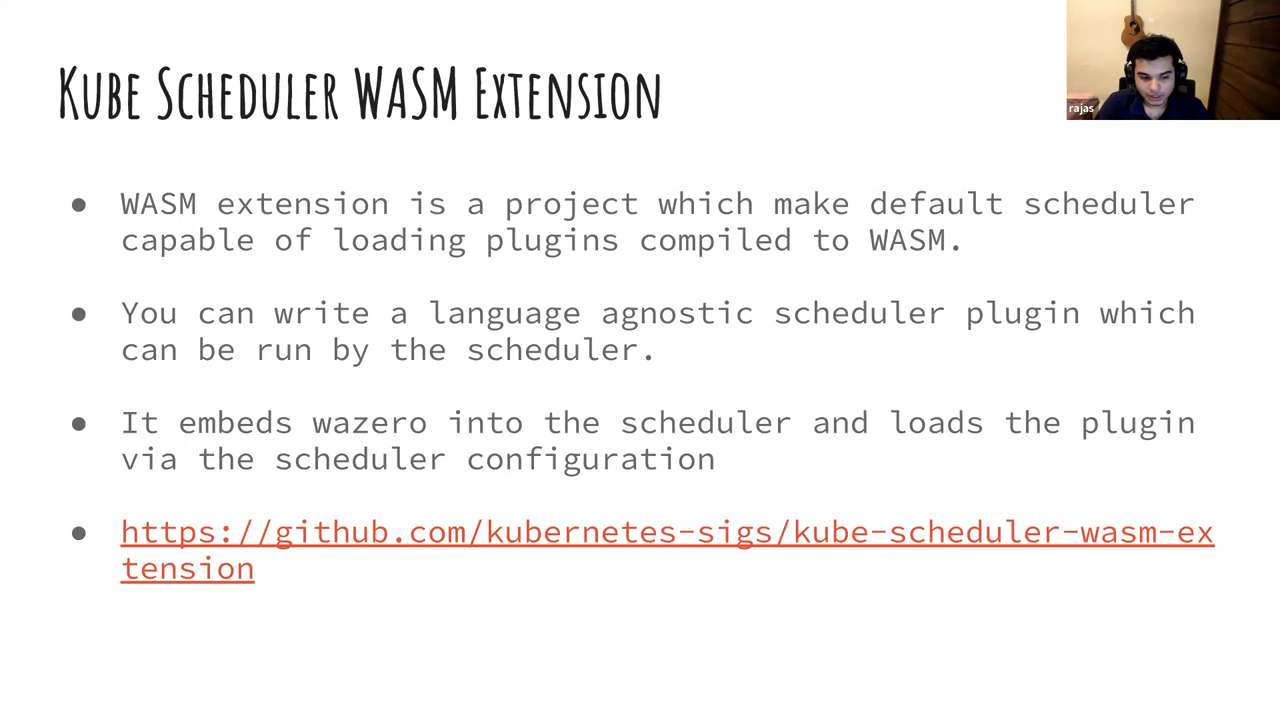 Kube Scheduler WASM Extension
rajas
● WASM extension is a project which make default scheduler
capable of loading plugins compiled to WASM.
● You can write a language agnostic scheduler plugin which
can be run by the scheduler.
● It embeds wazero into the scheduler and loads the plugin
via the scheduler configuration
● https://github.com/kubernetes-sigs/kube-scheduler-wasm-ex
tension